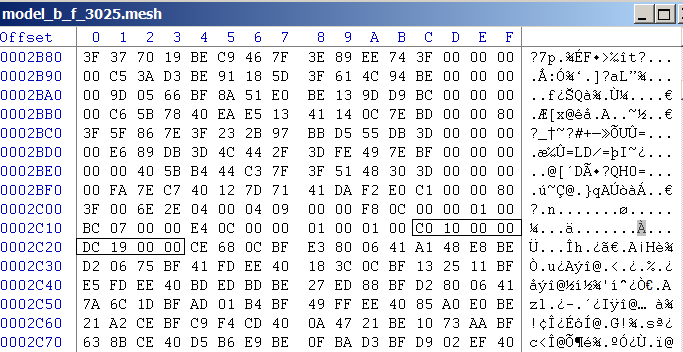 model_b_f_3025.mesh
Offset 0 1 2 3 4 5 6 7 8 9 A B C D E F
0002B80 3F 37 70 19 BE C9 46 7F 3E 89 EE 74 3F 00 00 00 ?7p.¾ÉF♦>‰ît?...
0002B90 00 C5 3A D3 BE 91 18 5D 3F 61 4C 94 BE 00 00 00 .Å:Ó¾‘.]?aL”¾...
0002BA0 00 9D 05 66 BF 8A 51 E0 BE 13 9D D9 BC 00 00 80
0002BB0 00 C6 5B 78 40 EA E5 13 41 14 0C 7E BD 00 00 80 .Æ[x@êå.A..~½..€
0002BC0 3F 5F 86 7E 3F 23 2B 97 BB D5 55 DB 3D 00 00 00 ?_†~?#+—»ÕUÛ=...
0002BD0 00 E6 89 DB 3D 4C 44 2F 3D FE 49 7E BF 00 00 00 .æ‰Û=LD/=þI~¿...
0002BE0 00 00 40 5B B4 44 C3 7F 3F 51 48 30 3D 00 00 00 ..@[´DÃ♦?QH0=...
0002BF0 00 FA 7E C7 40 12 7D 71 41 DA F2 E0 C1 00 00 80 .ú~Ç@.}qAÚòàÁ..€
0002C00 3F 00 6E 2E 04 00 04 09 00 00 F8 0C 00 00 01 00 ?.n.......ø.....
0002C10 BC 07 00 00 E4 0C 00 00 01 00 01 00 C0 10 00 00 ¼...ä.......À...
0002C20 DC 19 00 00 CE 68 0C BF E3 80 06 41 A1 48 E8 BE Ü...Îh.¿ã€.A¡Hè¾
0002C30 D2 06 75 BF 41 FD EE 40 18 3C 0C BF 13 25 11 BF Ò.u¿Aýî@.<.¿.%.¿
0002C40 E5 FD EE 40 BD ED BD BE 27 ED 88 BF D2 80 06 41 åýî@½í½¾'íˆ¿Ò€.A
0002C50 7A 6C 1D BF AD 01 B4 BF 49 FF EE 40 85 A0 E0 BE
0002C60 21 A2 CE BF C9 F4 CD 40 0A 47 21 BE 10 73 AA BF !¢Î¿ÉôÍ@.G!¾.sª¿
0002C70 63 8B CE 40 D5 B6 E9 BE 0F BA D3 BF D9 02 EF 40 c‹Î@Õ¶é¾.ºÓ¿Ù.ï@